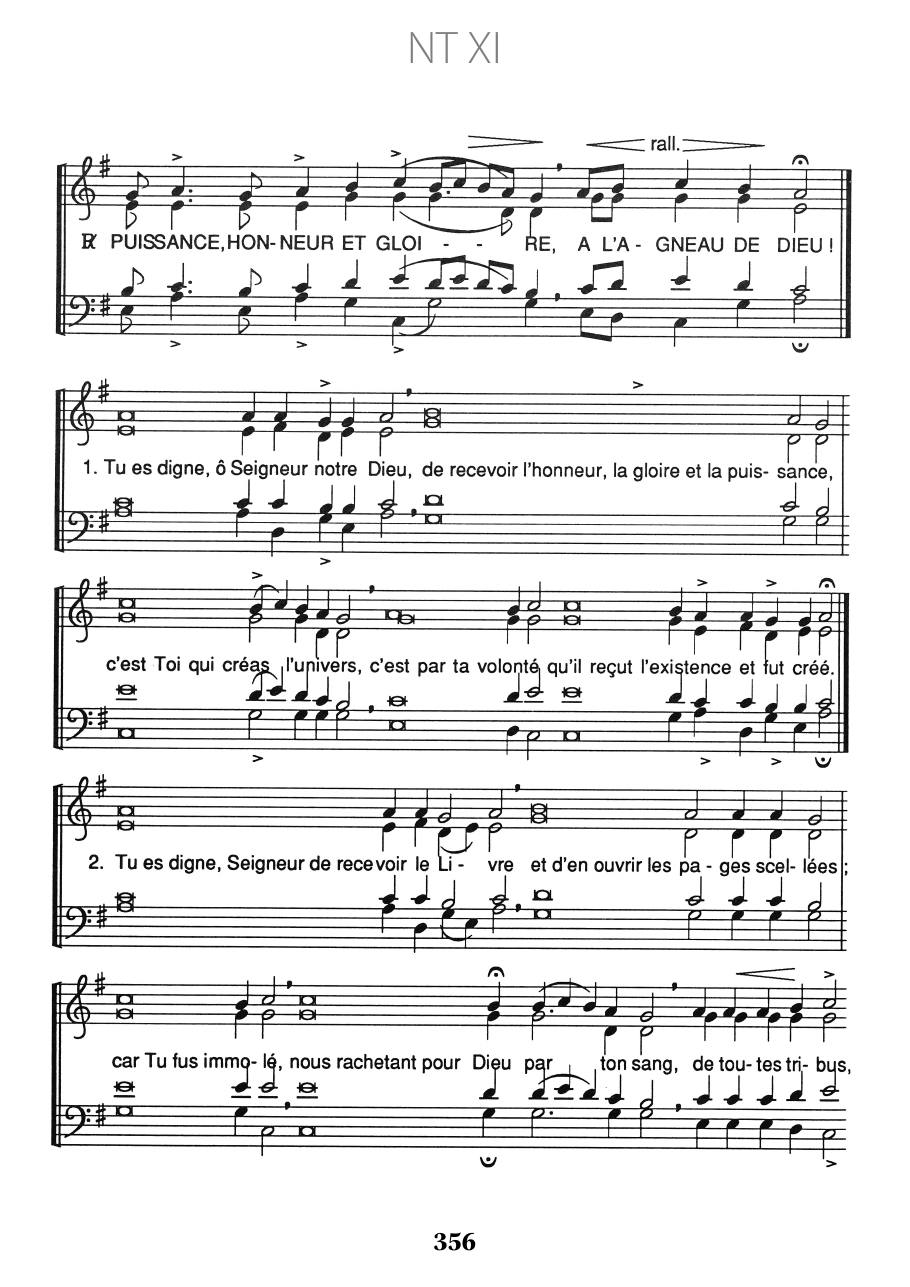 NT XI
rall.
℟ PUISSANCE, HON-NEUR ET GLOI - - RE, A L'A - GNEAU DE DIEU !
1. Tu es digne, ô Seigneur notre Dieu, de recevoir l'honneur, la gloire et la puis- sance,
c'est Toi qui créas l'univers, c'est par ta volonté qu'il reçut l'existence et fut créé.
2. Tu es digne, Seigneur de recevoir le Li - vre et d'en ouvrir les pa - ges scel- lées ;
car Tu fus immo- lé, nous rachetant pour Dieu par ton sang, de tou- tes tri- bus,
356